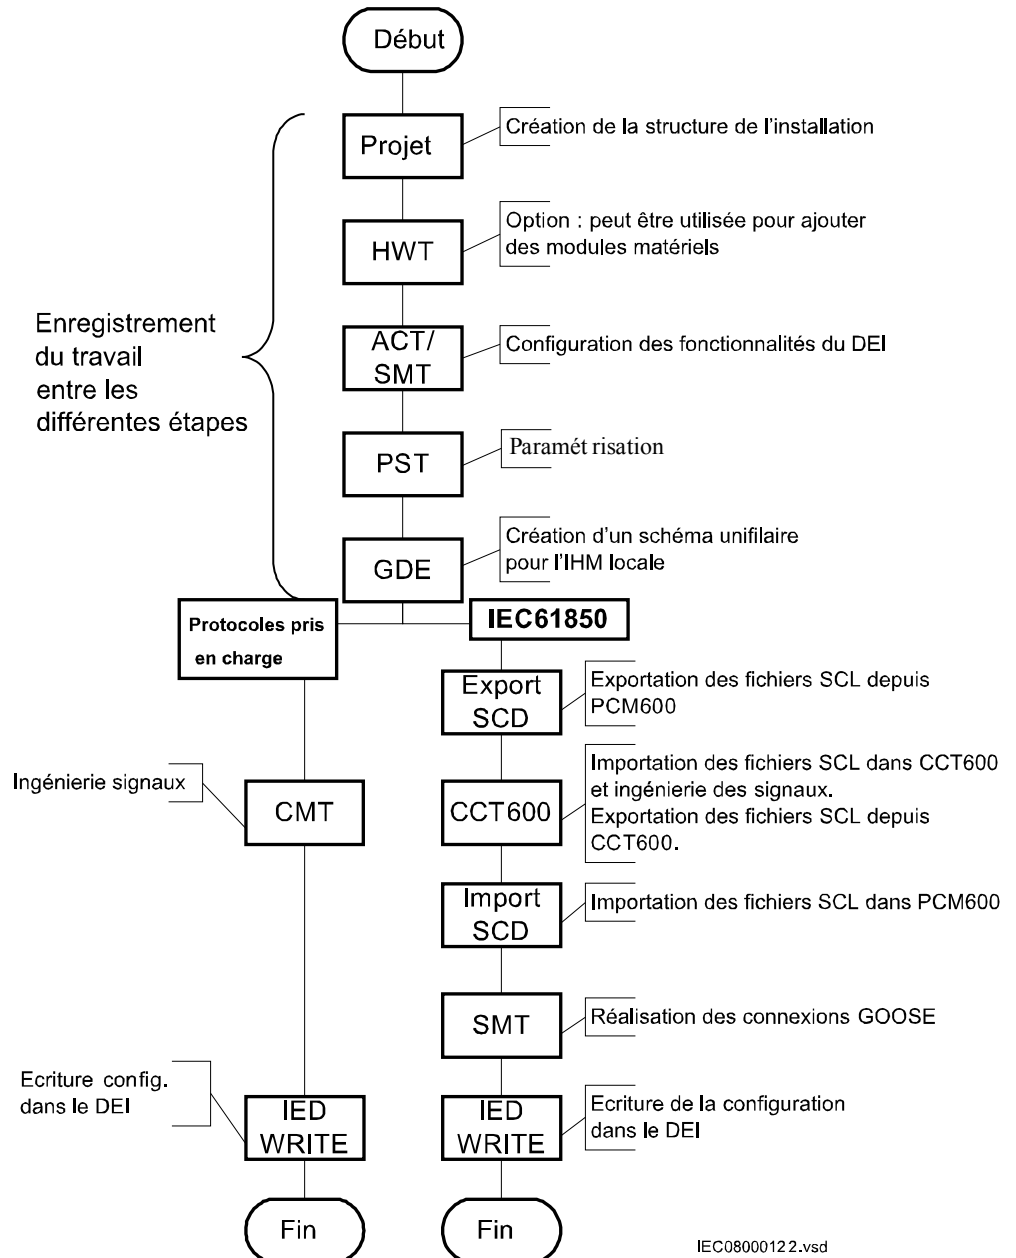 Début
Projet
Création de la structure de l'installation
HWT
Option : peut être utilisée pour ajouter
des modules matériels
Enregistrement
du travail
entre les
différentes étapes
ACT/
SMT
Configuration des fonctionnalités du DEI
PST
Paramét risation
GDE
Création d'un schéma unifilaire
pour l'IHM locale
Protocoles pris
en charge
IEC61850
Export
SCD
Exportation des fichiers SCL depuis
PCM600
Ingénierie signaux
CMT
CCT600
Importation des fichiers SCL dans CCT600
et ingénierie des signaux.
Exportation des fichiers SCL depuis
CCT600.
Import
SCD
Importation des fichiers SCL dans PCM600
SMT
Réalisation des connexions GOOSE
Ecriture config.
dans le DEI
IED
WRITE
IED
WRITE
Ecriture de la configuration
dans le DEI
Fin
Fin
IEC08000122.vsd